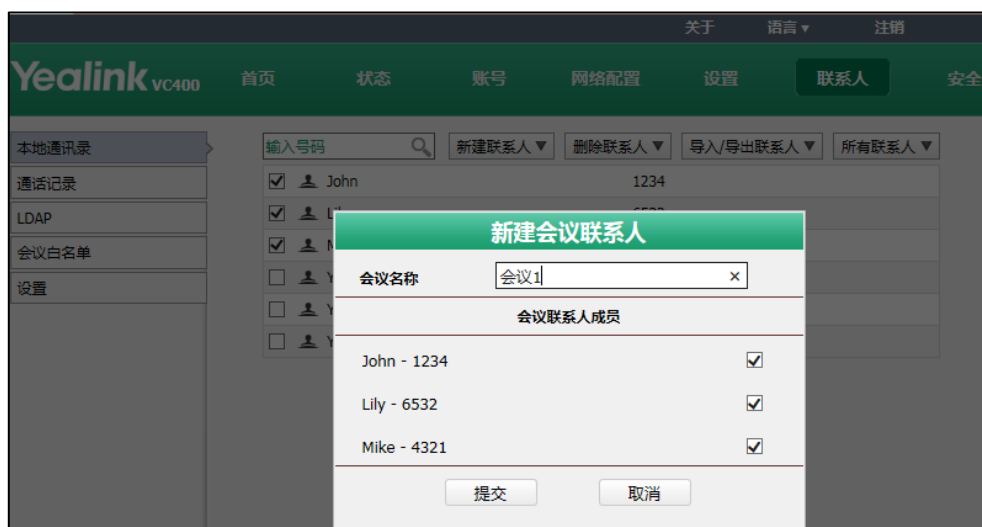 关于 语言▼ 注销
Yealink VC400 首页 状态 账号 网络配置 设置 联系人 安全
本地通讯录 输入号码 新建联系人▼ 删除联系人▼ 导入/导出联系人▼ 所有联系人▼
通话记录 John 1234
LDAP
会议白名单
设置
新建会议联系人
会议名称 会议1 ×
会议联系人成员
John - 1234
Lily - 6532
Mike - 4321
提交 取消